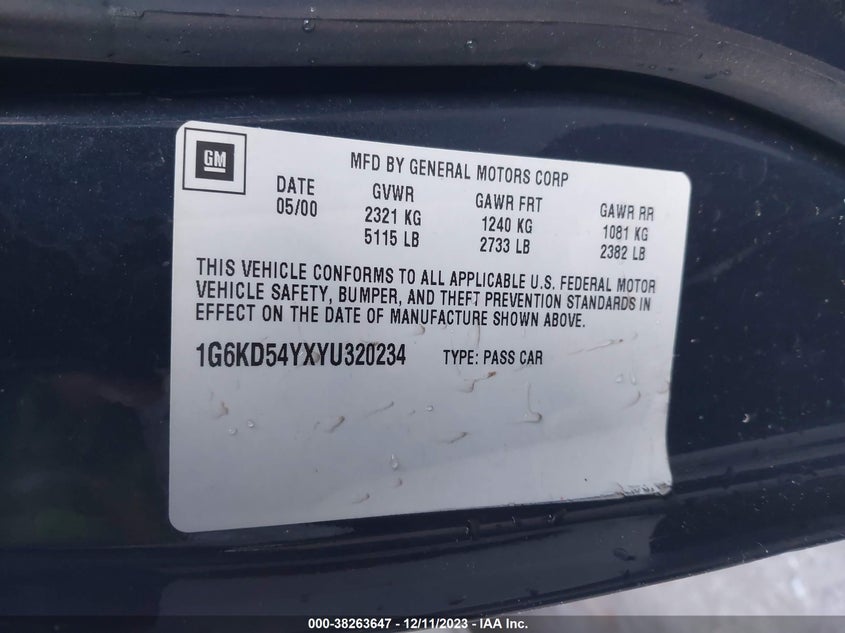 GM
MFD BY GENERAL MOTORS CORP
DATE GVWR GAWR FRT GAWR RR
05/00 2321 KG 1240 KG 1081 KG
5115 LB 2733 LB 2382 LB
THIS VEHICLE CONFORMS TO ALL APPLICABLE U.S. FEDERAL MOTOR
VEHICLE SAFETY, BUMPER, AND THEFT PREVENTION STANDARDS IN
EFFECT ON THE DATE OF MANUFACTURE SHOWN ABOVE.
1G6KD54YXYU320234 TYPE: PASS CAR
000-38263647 - 12/11/2023 - IAA Inc.